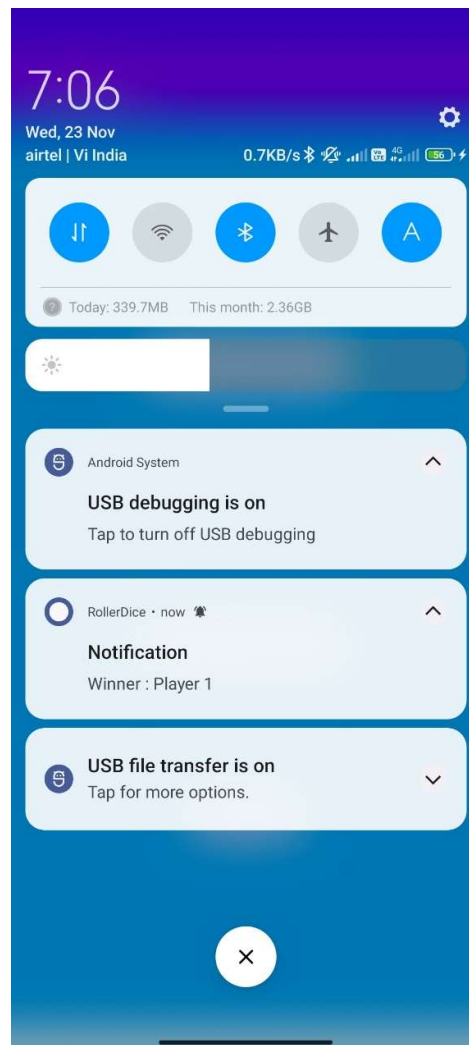 7:06
Wed, 23 Nov
airtel | Vi India 0.7KB/s 4G 56
A
Today: 339.7MB This month: 2.36GB
Android System
USB debugging is on
Tap to turn off USB debugging
RollerDice • now
Notification
Winner : Player 1
USB file transfer is on
Tap for more options.